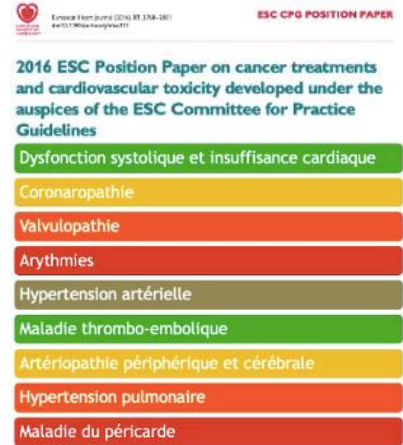 European Heart Journal (2016) 37, 2768–2801
ESC CPG POSITION PAPER
2016 ESC Position Paper on cancer treatments
and cardiovascular toxicity developed under the
auspices of the ESC Committee for Practice
Guidelines
Dysfonction systolique et insuffisance cardiaque
Coronaropathie
Valvulopathie
Arythmies
Hypertension artérielle
Maladie thrombo-embolique
Artériopathie périphérique et cérébrale
Hypertension pulmonaire
Maladie du péricarde